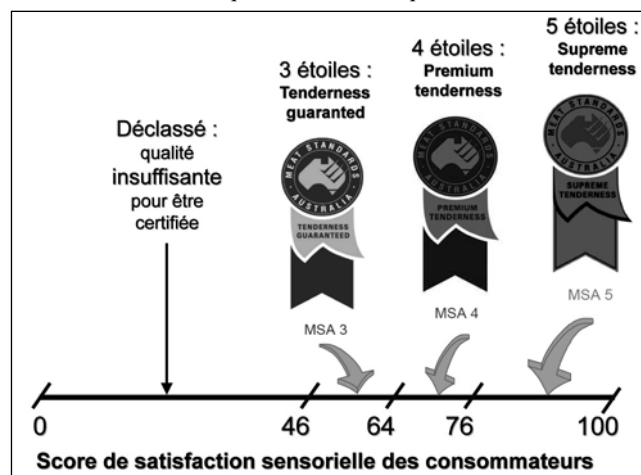 5 étoiles :
Supreme
tenderness
4 étoiles :
Premium
tenderness
3 étoiles :
Tenderness
guaranted
Déclassé :
qualité
insuffisante
pour être
certifiée
MEAT STANDARDS
AUSTRALIA
TENDERNESS
GUARANTEED
MEAT STANDARDS
AUSTRALIA
PREMIUM
TENDERNESS
MEAT STANDARDS
AUSTRALIA
SUPREME
TENDERNESS
MSA 3
MSA 4
MSA 5
0 46 64 76 100
Score de satisfaction sensorielle des consommateurs